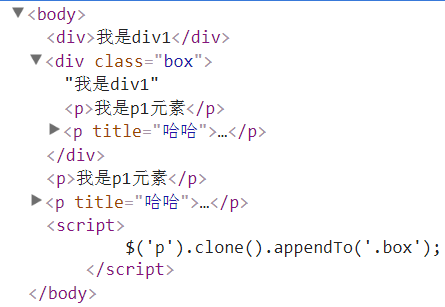 ▼<body>
<div>我是div1</div>
▼<div class="box">
"我是div1"
<p>我是p1元素</p>
▶<p title="哈哈">…</p>
</div>
<p>我是p1元素</p>
▶<p title="哈哈">…</p>
<script>
$('p').clone().appendTo('.box');
</script>
</body>